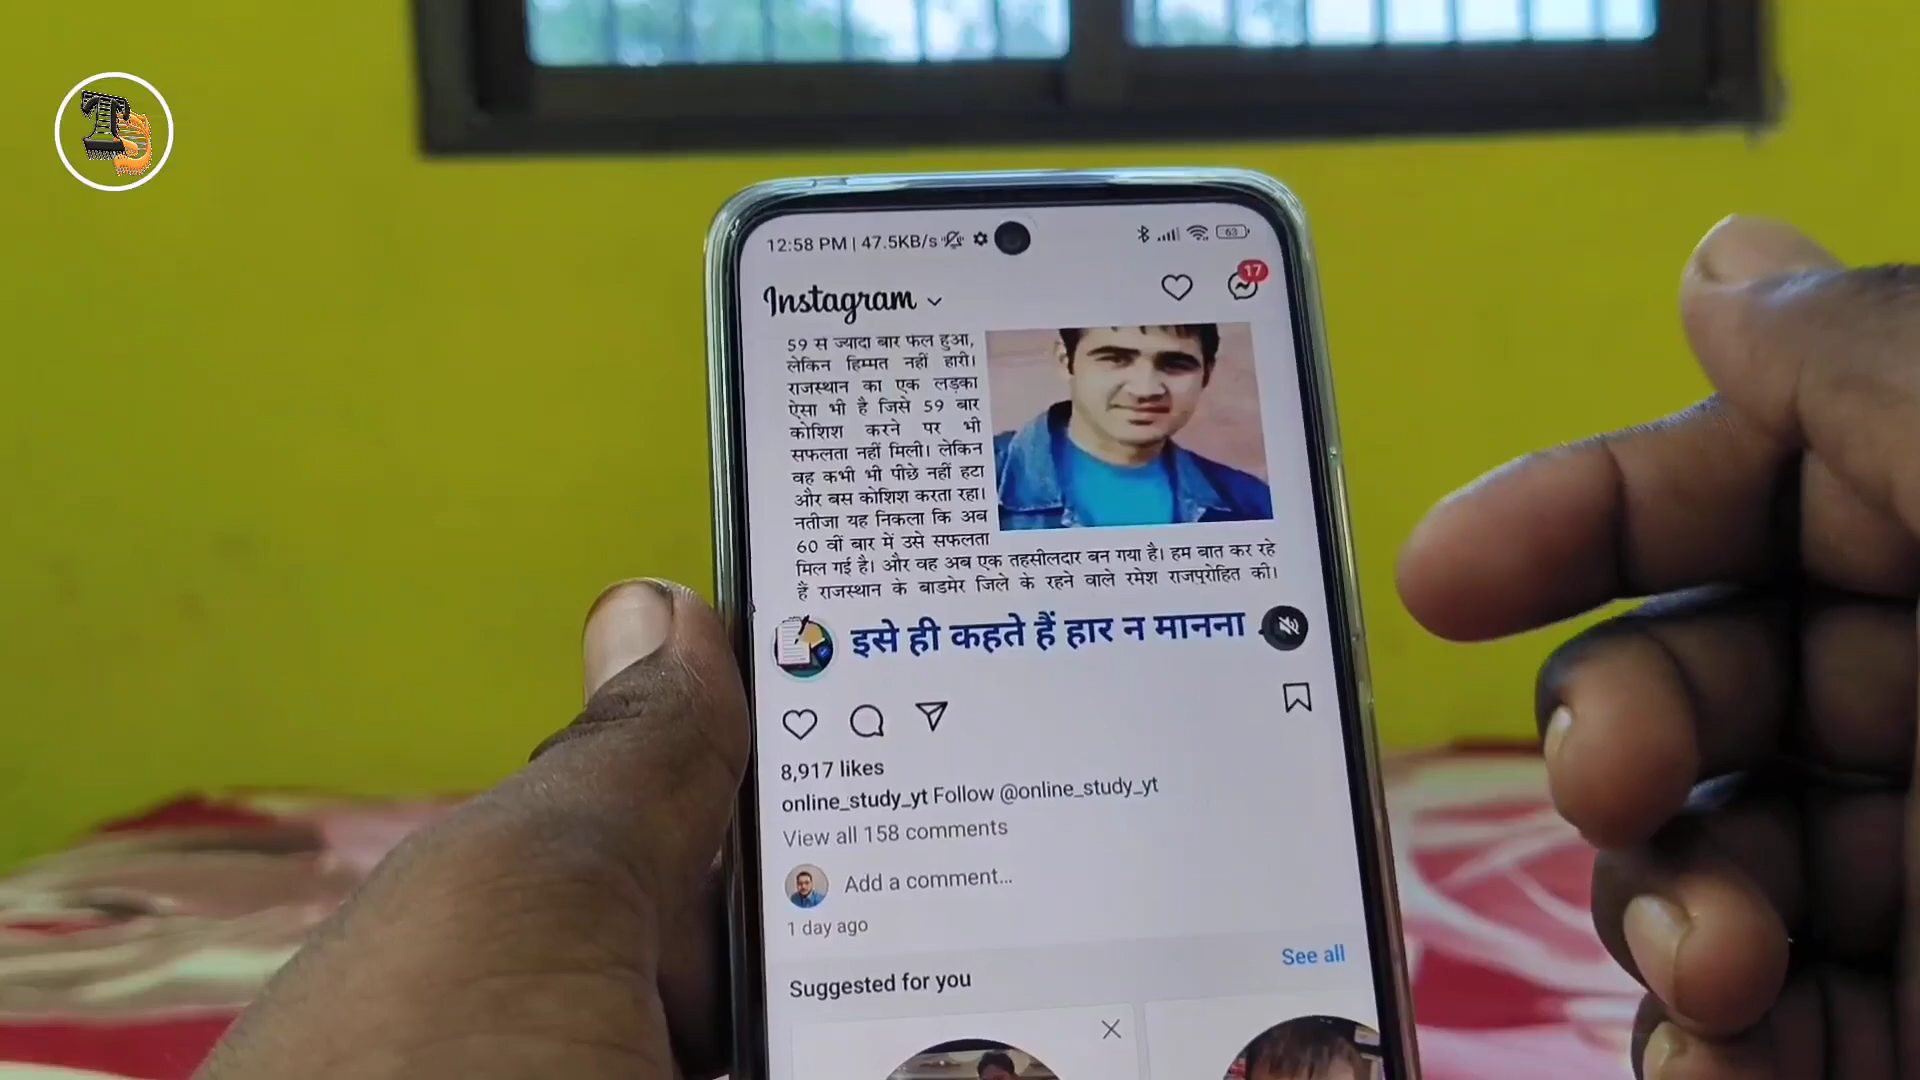 12:58 PM | 47.5KB/s
63
Instagram
17
59 से ज्यादा बार फेल हुआ,
लेकिन हिम्मत नहीं हारी।
राजस्थान का एक लड़का
ऐसा भी है जिसे 59 बार
कोशिश करने पर भी
सफलता नहीं मिली। लेकिन
वह कभी भी पीछे नहीं हटा
और बस कोशिश करता रहा।
नतीजा यह निकला कि अब
60 वीं बार में उसे सफलता
मिल गई है। और वह अब एक तहसीलदार बन गया है। हम बात कर रहे
हैं राजस्थान के बाडमेर जिले के रहने वाले रमेश राजपुरोहित की।
इसे ही कहते हैं हार न मानना
8,917 likes
online_study_yt Follow @online_study_yt
View all 158 comments
Add a comment...
1 day ago
Suggested for you
See all